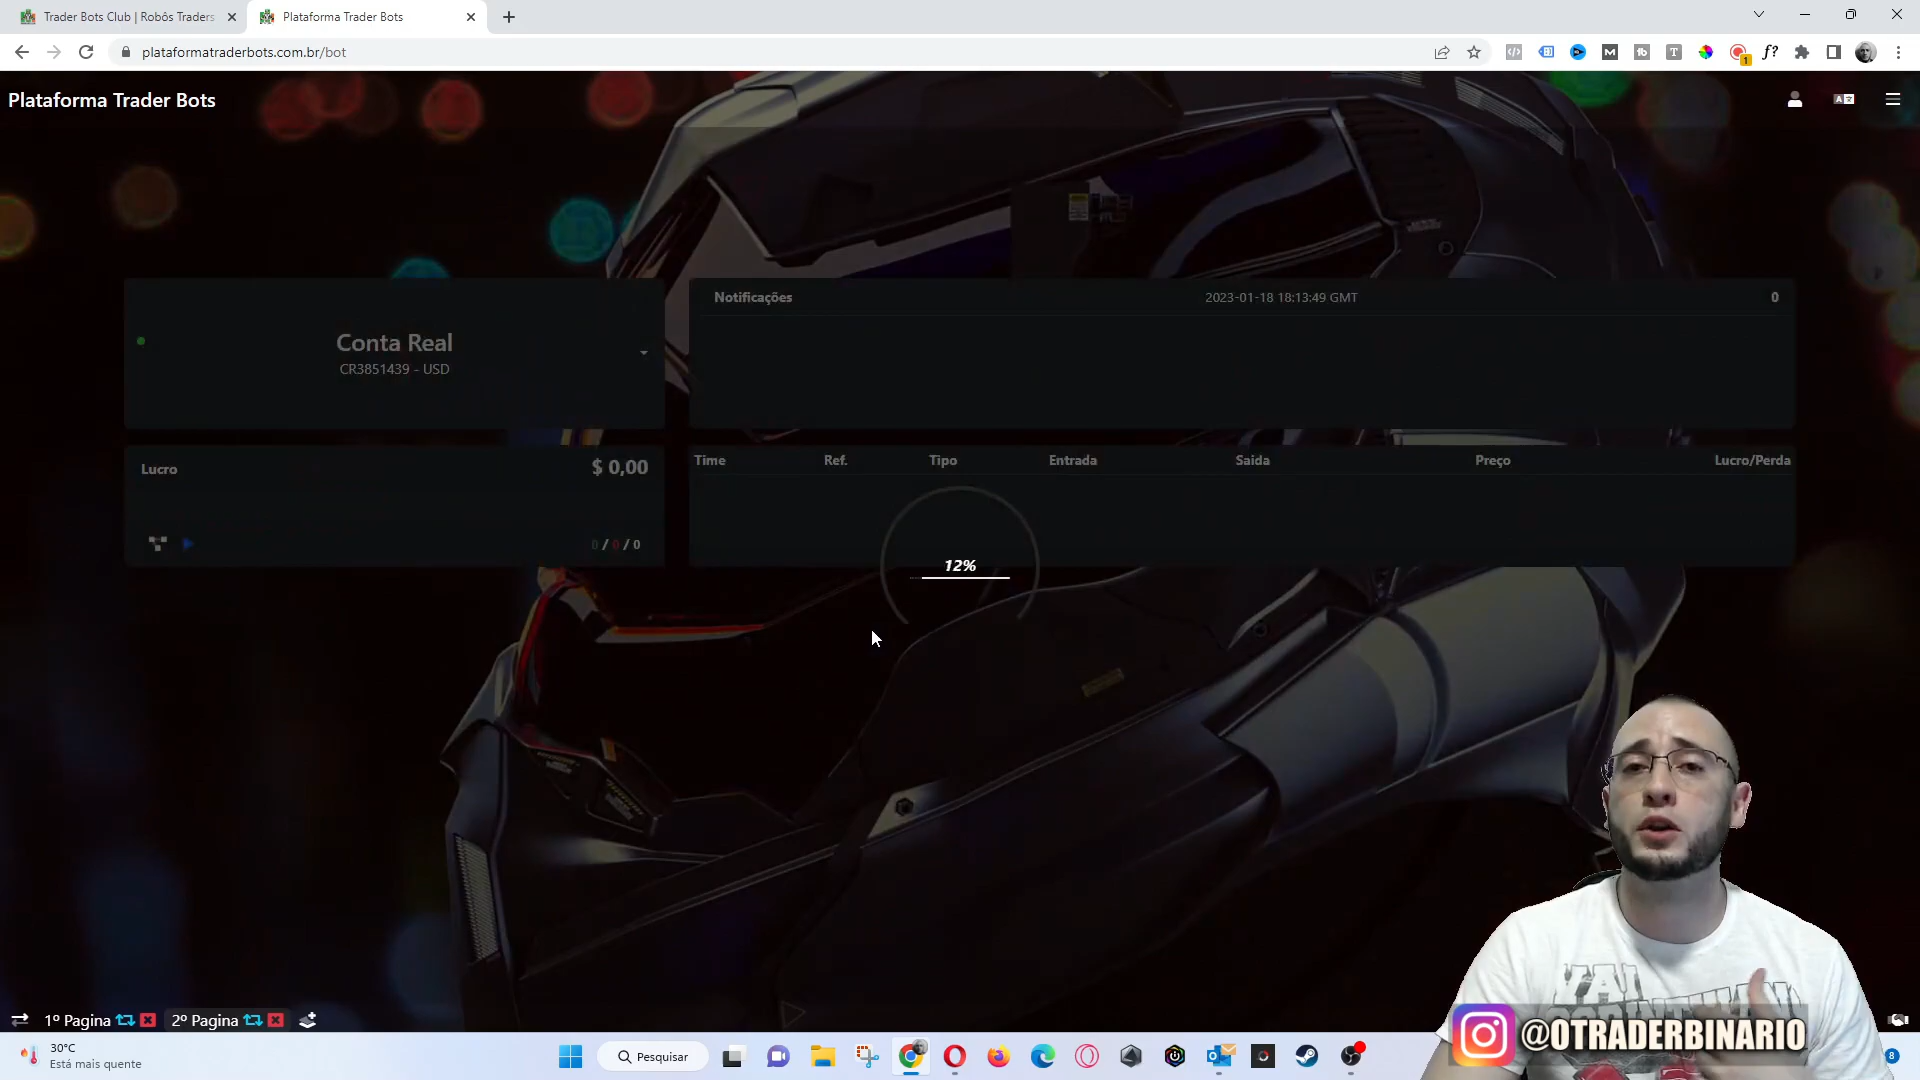 Trader Bots Club | Robôs Traders
Plataforma Trader Bots
plataformatraderbots.com.br/bot
Plataforma Trader Bots
Conta Real
CR3851439 - USD
Notificações
2023-01-18 18:13:49 GMT
0
Lucro
$ 0,00
0 / 0 / 0
Time
Ref.
Tipo
Entrada
Saida
Preço
Lucro/Perda
12%
1º Pagina
2º Pagina
@OTRADERBINARIO
30°C
Está mais quente
Pesquisar
8